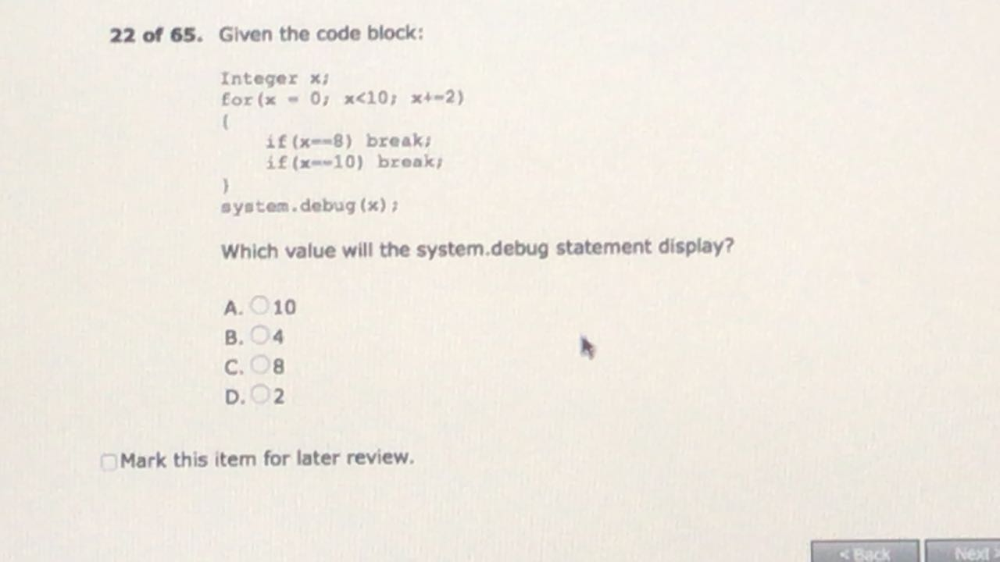 22 of 65. Given the code block:
Integer x;
for(x = 0; x<10; x+=2)
{
if(x==8) break;
if(x==10) break;
}
system.debug(x);
Which value will the system.debug statement display?
A. 10
B. 4
C. 8
D. 2
Mark this item for later review.
< Back Next >